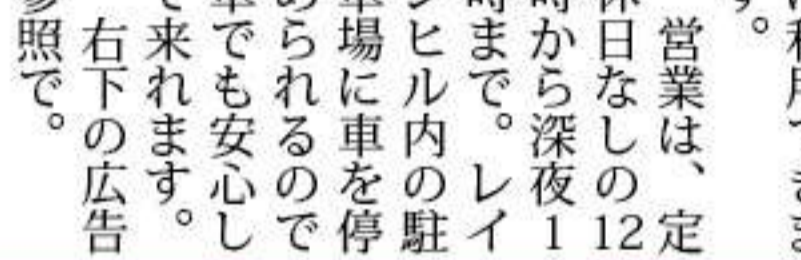 す。
営業は、定
休日なしの12
時から深夜1
時まで。レイ
ンヒル内の駐
車場に車を停
められるので
車でも安心し
て来れます。
右下の広告
参照で。